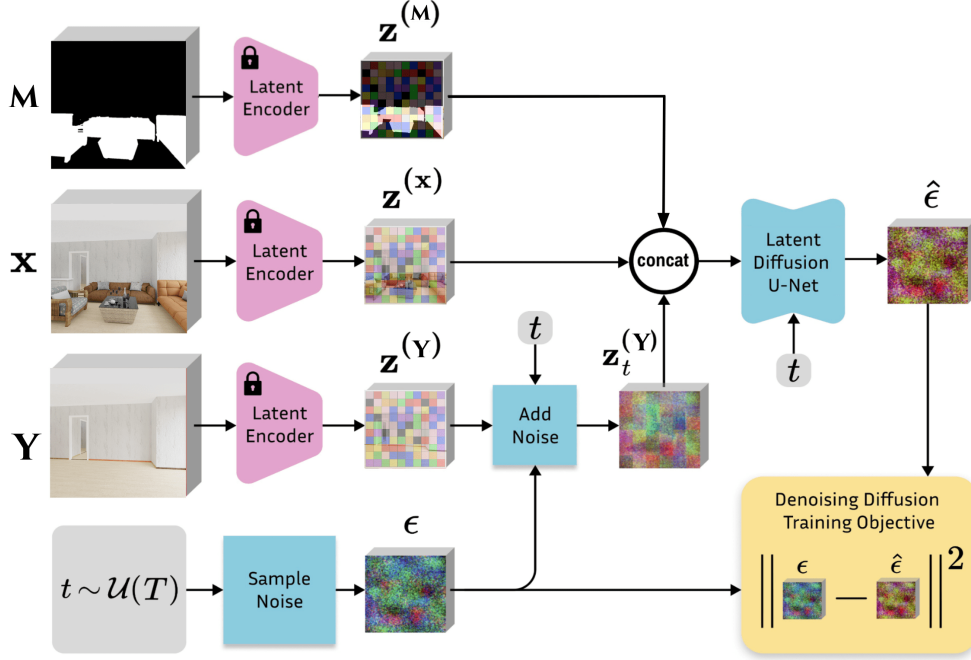 M
Latent
Encoder
z^(M)
x
Latent
Encoder
z^(x)
concat
Latent
Diffusion
U-Net
ϵ̂
t
Y
Latent
Encoder
z^(Y)
t
Add
Noise
z_t^(Y)
t ~ U(T)
Sample
Noise
ϵ
Denoising Diffusion
Training Objective
‖ ϵ — ϵ̂ ‖²